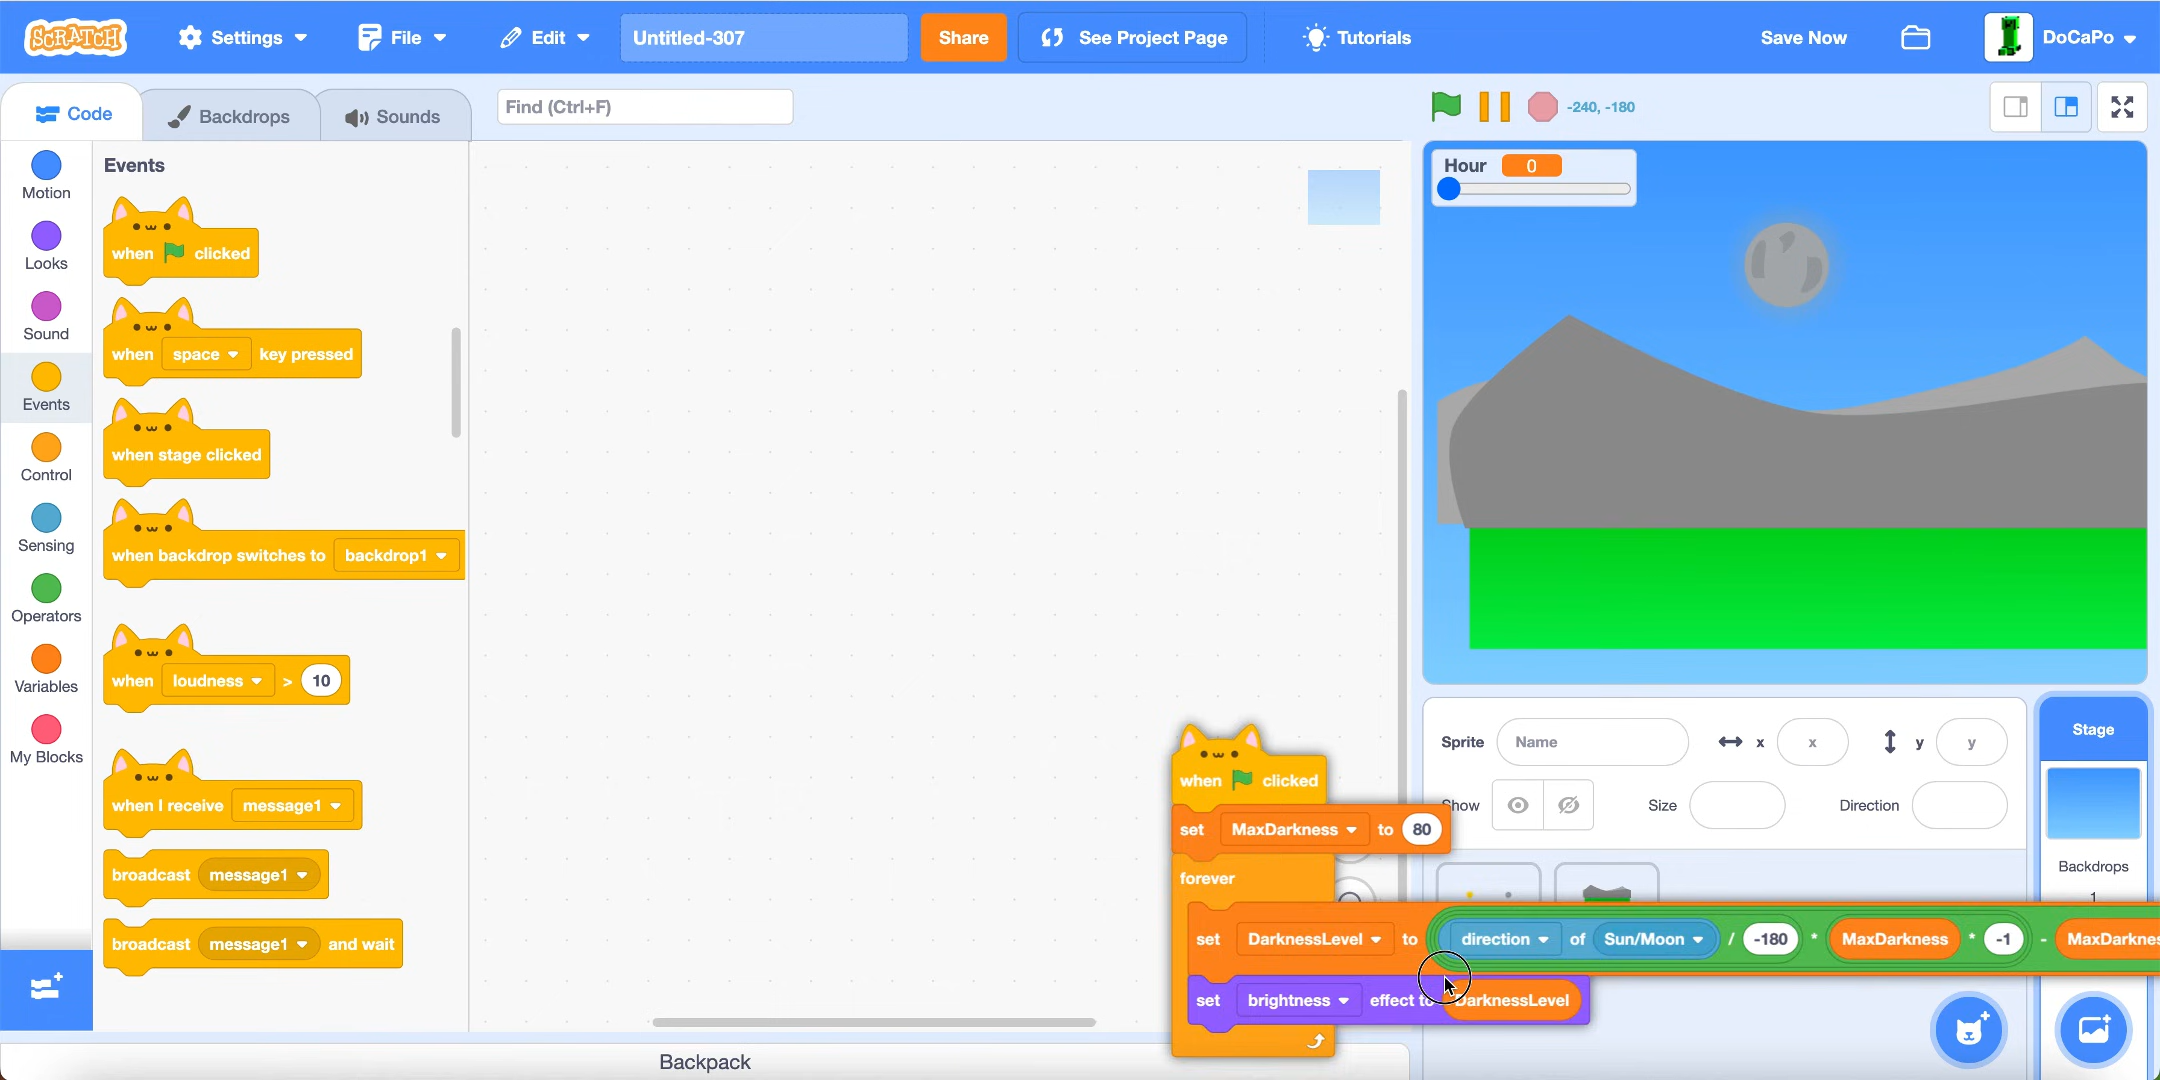 SCRATCH Settings File Edit Untitled-307 Share See Project Page Tutorials Save Now DoCaPo
Code Backdrops Sounds Find (Ctrl+F) -240, -180
Motion
Looks
Sound
Events
Control
Sensing
Operators
Variables
My Blocks
Events
when clicked
when space key pressed
when stage clicked
when backdrop switches to backdrop1
when loudness > 10
when I receive message1
broadcast message1
broadcast message1 and wait
when clicked
set MaxDarkness to 80
forever
set DarknessLevel to direction of Sun/Moon / -180 * MaxDarkness * -1 -
set brightness effect to DarknessLevel
Backpack
Hour 0
Sprite Name x x y y
Show Size Direction
Stage
Backdrops
1